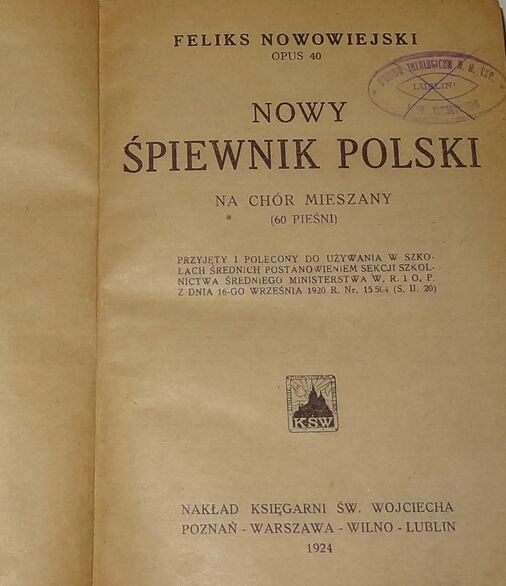 FELIKS NOWOWIEJSKI
OPUS 40
LUBLINI
NOWY
ŚPIEWNIK POLSKI
NA CHÓR MIESZANY
(60 PIEŚNI)
PRZYJĘTY I POLECONY DO UŻYWANIA W SZKO-
ŁACH ŚREDNICH POSTANOWIENIEM SEKCJI SZKOL-
NICTWA ŚREDNIEGO MINISTERSTWA W. R. I O. P.
Z DNIA 16-GO WRZEŚNIA 1920 R. Nr. 15504 (S. II. 20)
KSW
NAKŁAD KSIĘGARNI ŚW. WOJCIECHA
POZNAŃ - WARSZAWA - WILNO - LUBLIN
1924